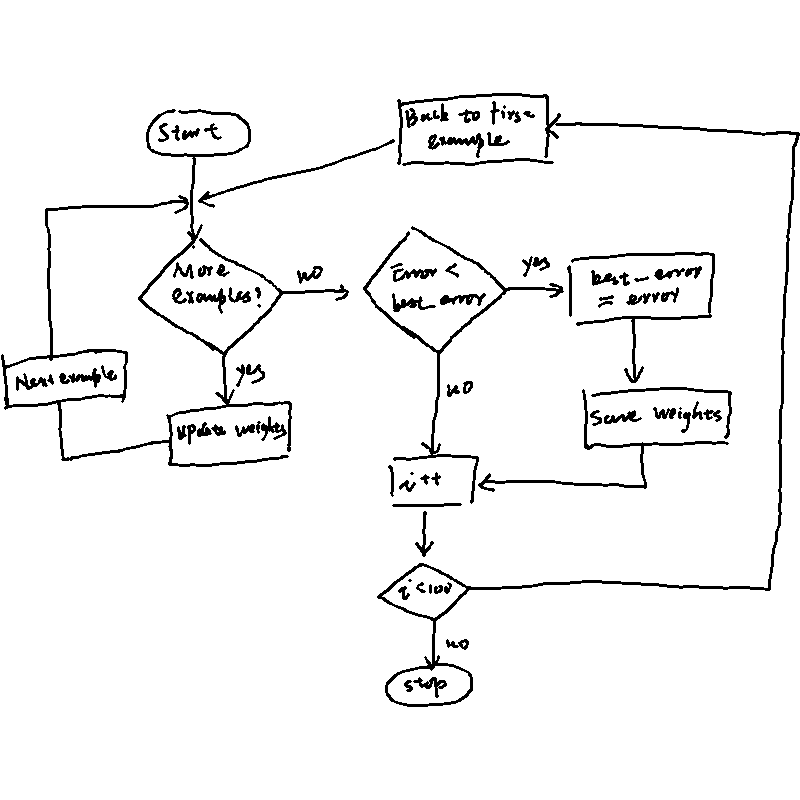 Start
Back to first
example
More
examples?
no
Error <
best_error
yes
best_error
= error
Next example
yes
update weights
no
Save weights
i++
i<100
no
stop